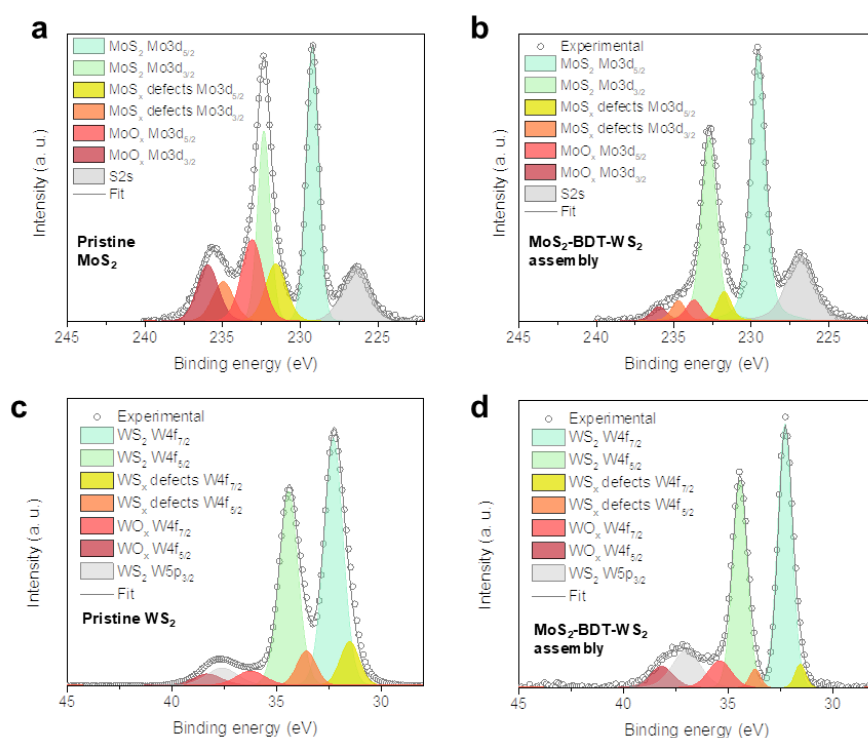 a
MoS₂ Mo3d₅/₂
MoS₂ Mo3d₃/₂
MoSₓ defects Mo3d₅/₂
MoSₓ defects Mo3d₃/₂
MoOₓ Mo3d₅/₂
MoOₓ Mo3d₃/₂
S2s
Fit
Pristine
MoS₂
Intensity (a. u.)
245 240 235 230 225
Binding energy (eV)
b
Experimental
MoS₂ Mo3d₅/₂
MoS₂ Mo3d₃/₂
MoSₓ defects Mo3d₅/₂
MoSₓ defects Mo3d₃/₂
MoOₓ Mo3d₅/₂
MoOₓ Mo3d₃/₂
S2s
Fit
MoS₂-BDT-WS₂
assembly
Intensity (a. u.)
245 240 235 230 225
Binding energy (eV)
c
Experimental
WS₂ W4f₇/₂
WS₂ W4f₅/₂
WSₓ defects W4f₇/₂
WSₓ defects W4f₅/₂
WOₓ W4f₇/₂
WOₓ W4f₅/₂
WS₂ W5p₃/₂
Fit
Pristine WS₂
Intensity (a. u.)
45 40 35 30
Binding energy (eV)
d
Experimental
WS₂ W4f₇/₂
WS₂ W4f₅/₂
WSₓ defects W4f₇/₂
WSₓ defects W4f₅/₂
WOₓ W4f₇/₂
WOₓ W4f₅/₂
WS₂ W5p₃/₂
Fit
MoS₂-BDT-WS₂
assembly
Intensity (a. u.)
45 40 35 30
Binding energy (eV)